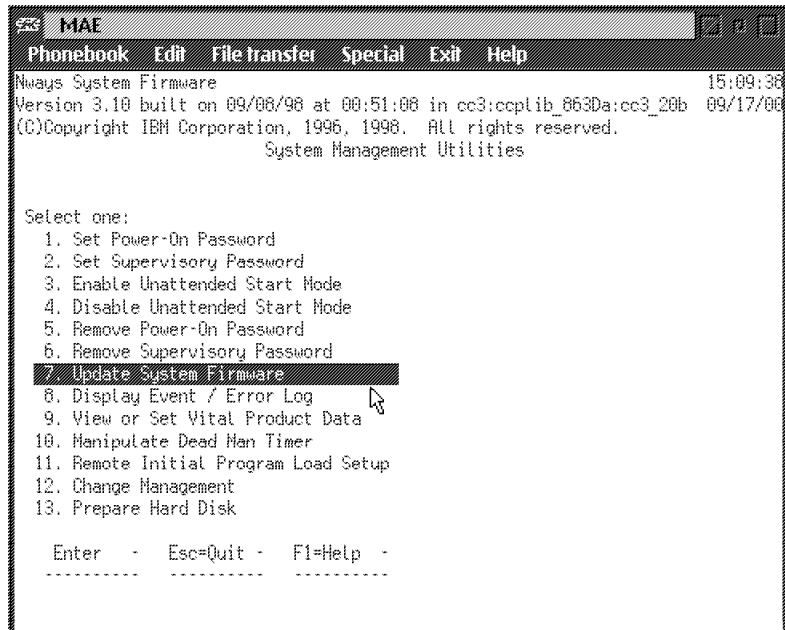 MAE
Phonebook Edit File transfer Special Exit Help
Nways System Firmware 15:09:38
Version 3.10 built on 09/08/98 at 00:51:08 in cc3:ccplib_863Da:cc3_20b 09/17/00
(C)Copyright IBM Corporation, 1996, 1998. All rights reserved.
System Management Utilities
Select one:
1. Set Power-On Password
2. Set Supervisory Password
3. Enable Unattended Start Mode
4. Disable Unattended Start Mode
5. Remove Power-On Password
6. Remove Supervisory Password
7. Update System Firmware
8. Display Event / Error Log
9. View or Set Vital Product Data
10. Manipulate Dead Man Timer
11. Remote Initial Program Load Setup
12. Change Management
13. Prepare Hard Disk
Enter - Esc=Quit - F1=Help -
---------- ---------- ----------